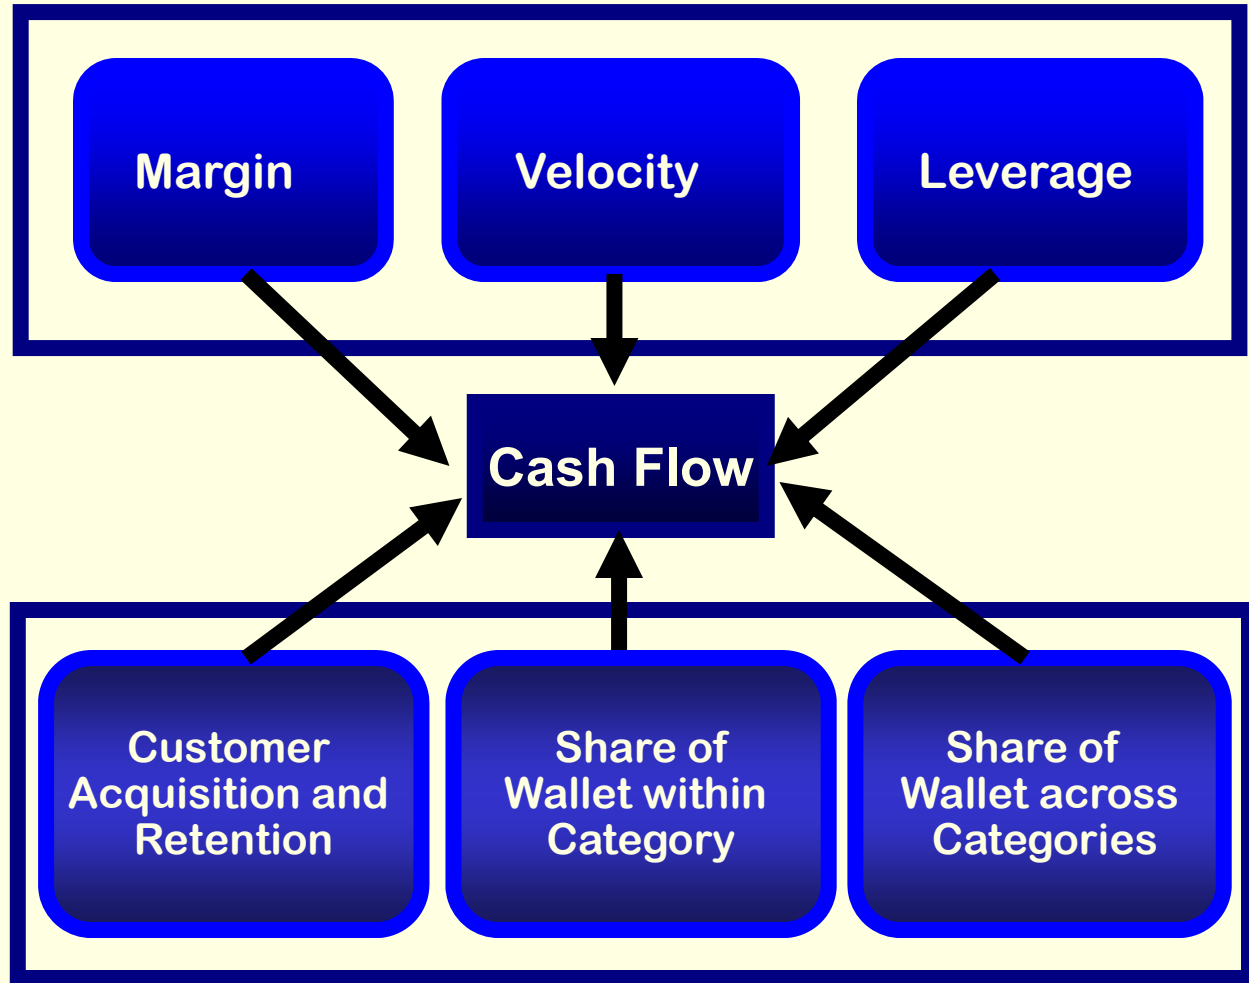 Margin
Velocity
Leverage
Cash Flow
Customer
Acquisition and
Retention
Share of
Wallet within
Category
Share of
Wallet across
Categories